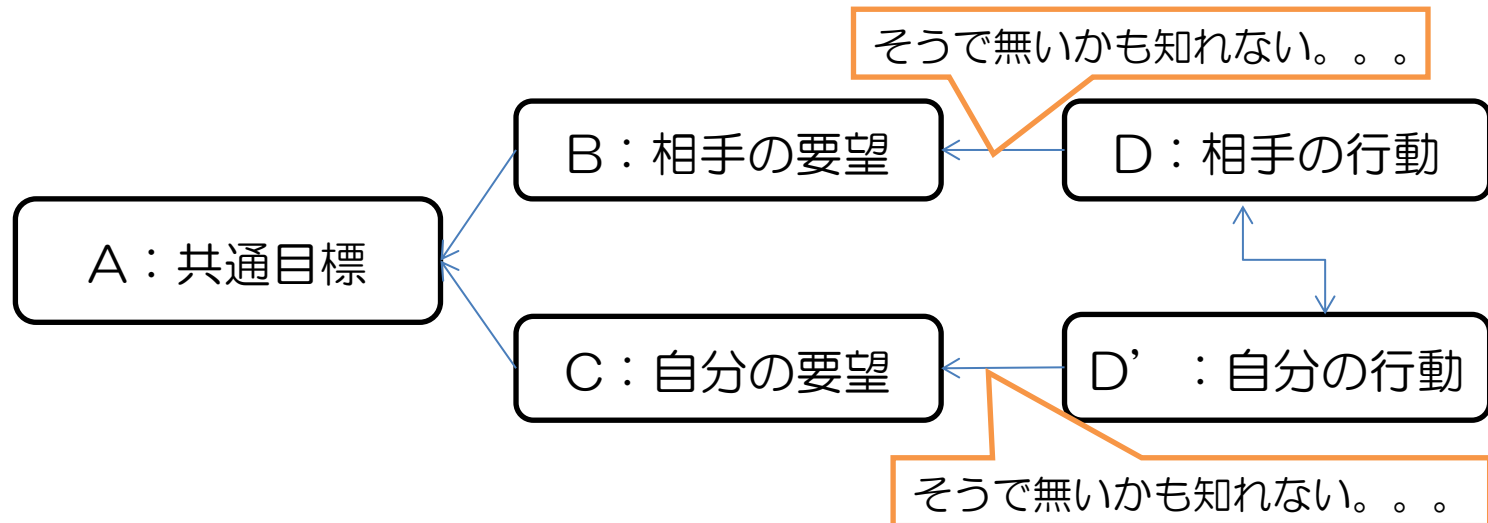 そうで無いかも知れない。。。
B：相手の要望
D：相手の行動
A：共通目標
C：自分の要望
D’：自分の行動
そうで無いかも知れない。。。